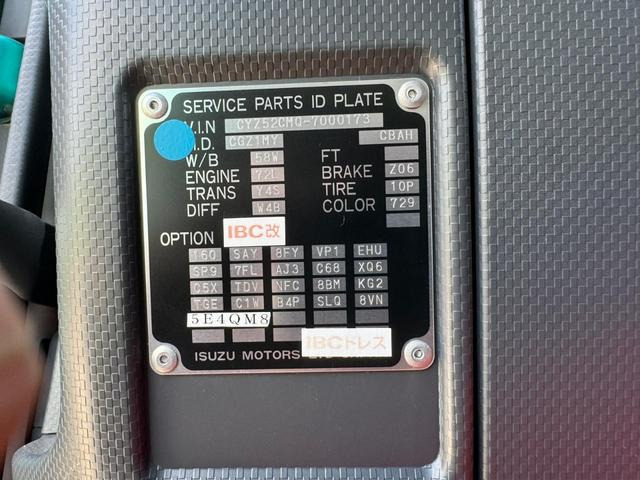 SERVICE PARTS ID PLATE
V.I.N CYZ52CMQ-7000173
I.D. CGZ1MY CBAH
W/B 58W FT
ENGINE 72L BRAKE Z06
TRANS Y4S TIRE 10P
DIFF W4B COLOR 729
OPTION IBC改
T60 SAY 8FY VP1 EHU
SP9 7FL AJ3 C68 XQ6
C5X TDV NFC 8BM KG2
TGE C1W B4P SLQ 8VN
5E4QM8
ISUZU MOTORS IBCドレス